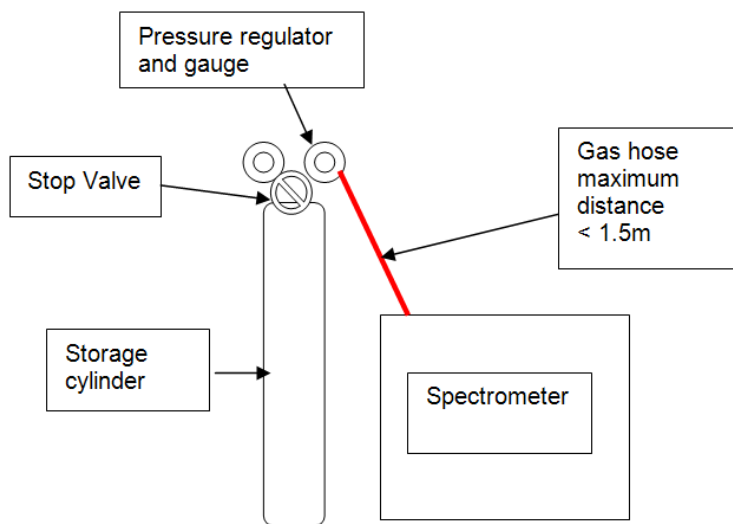 Pressure regulator
and gauge
Stop Valve
Gas hose
maximum
distance
< 1.5m
Storage
cylinder
Spectrometer